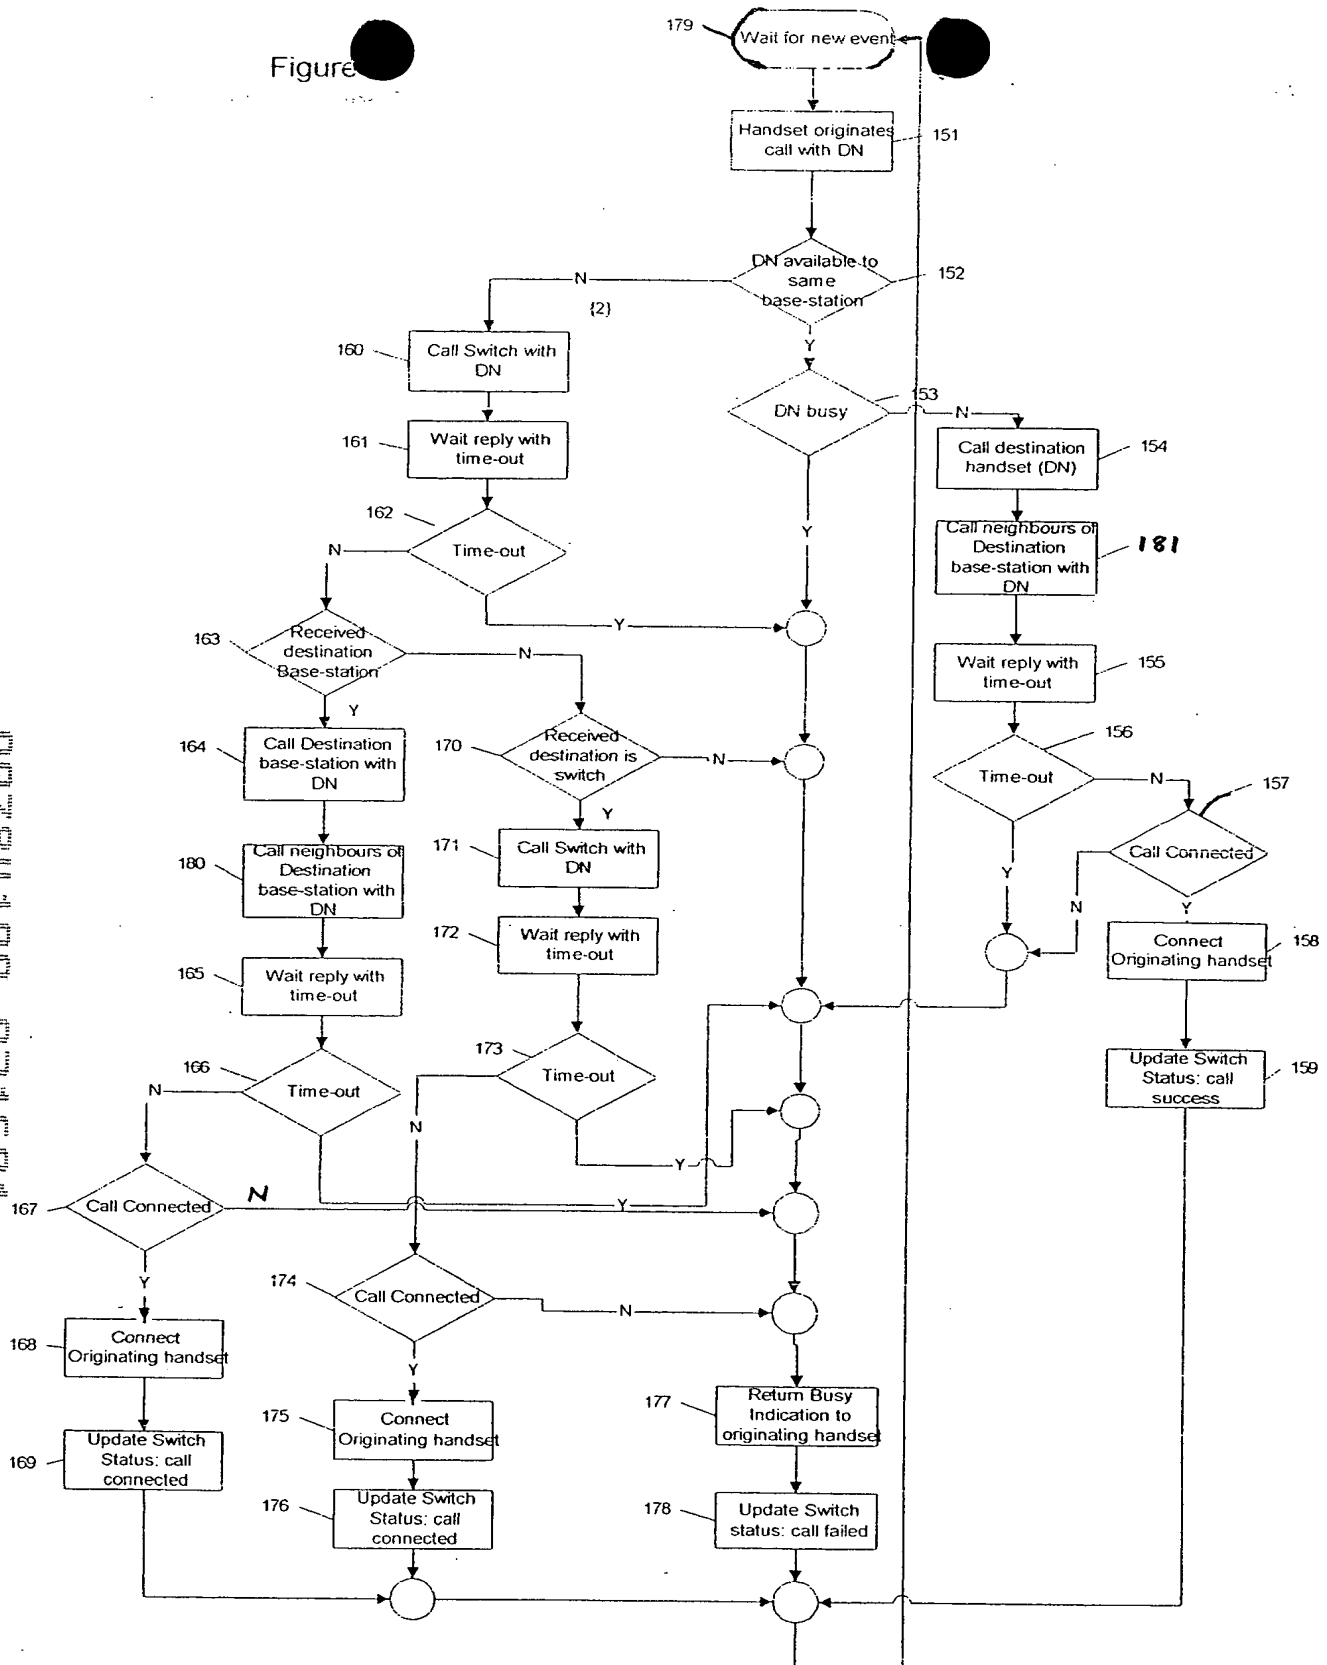 Figure
179
Wait for new event
Handset originates
call with DN
151
DN available to
same
base-station
152
N
{2}
Y
160
Call Switch with
DN
DN busy
153
N
161
Wait reply with
time-out
Call destination
handset (DN)
154
162
Time-out
N
Y
Y
Call neighbours of
Destination
base-station with
DN
181
163
Received
destination
Base-station
N
Y
Wait reply with
time-out
155
164
Call Destination
base-station with
DN
170
Received
destination is
switch
N
Y
156
Time-out
N
Y
157
Call Connected
N
Y
180
Call neighbours of
Destination
base-station with
DN
171
Call Switch with
DN
172
Wait reply with
time-out
165
Wait reply with
time-out
Connect
Originating handset
158
166
Time-out
N
Y
173
Time-out
N
Y
Update Switch
Status: call
success
159
167
Call Connected
N
Y
174
Call Connected
N
Y
168
Connect
Originating handset
175
Connect
Originating handset
177
Return Busy
Indication to
originating handset
169
Update Switch
Status: call
connected
176
Update Switch
Status: call
connected
178
Update Switch
status: call failed